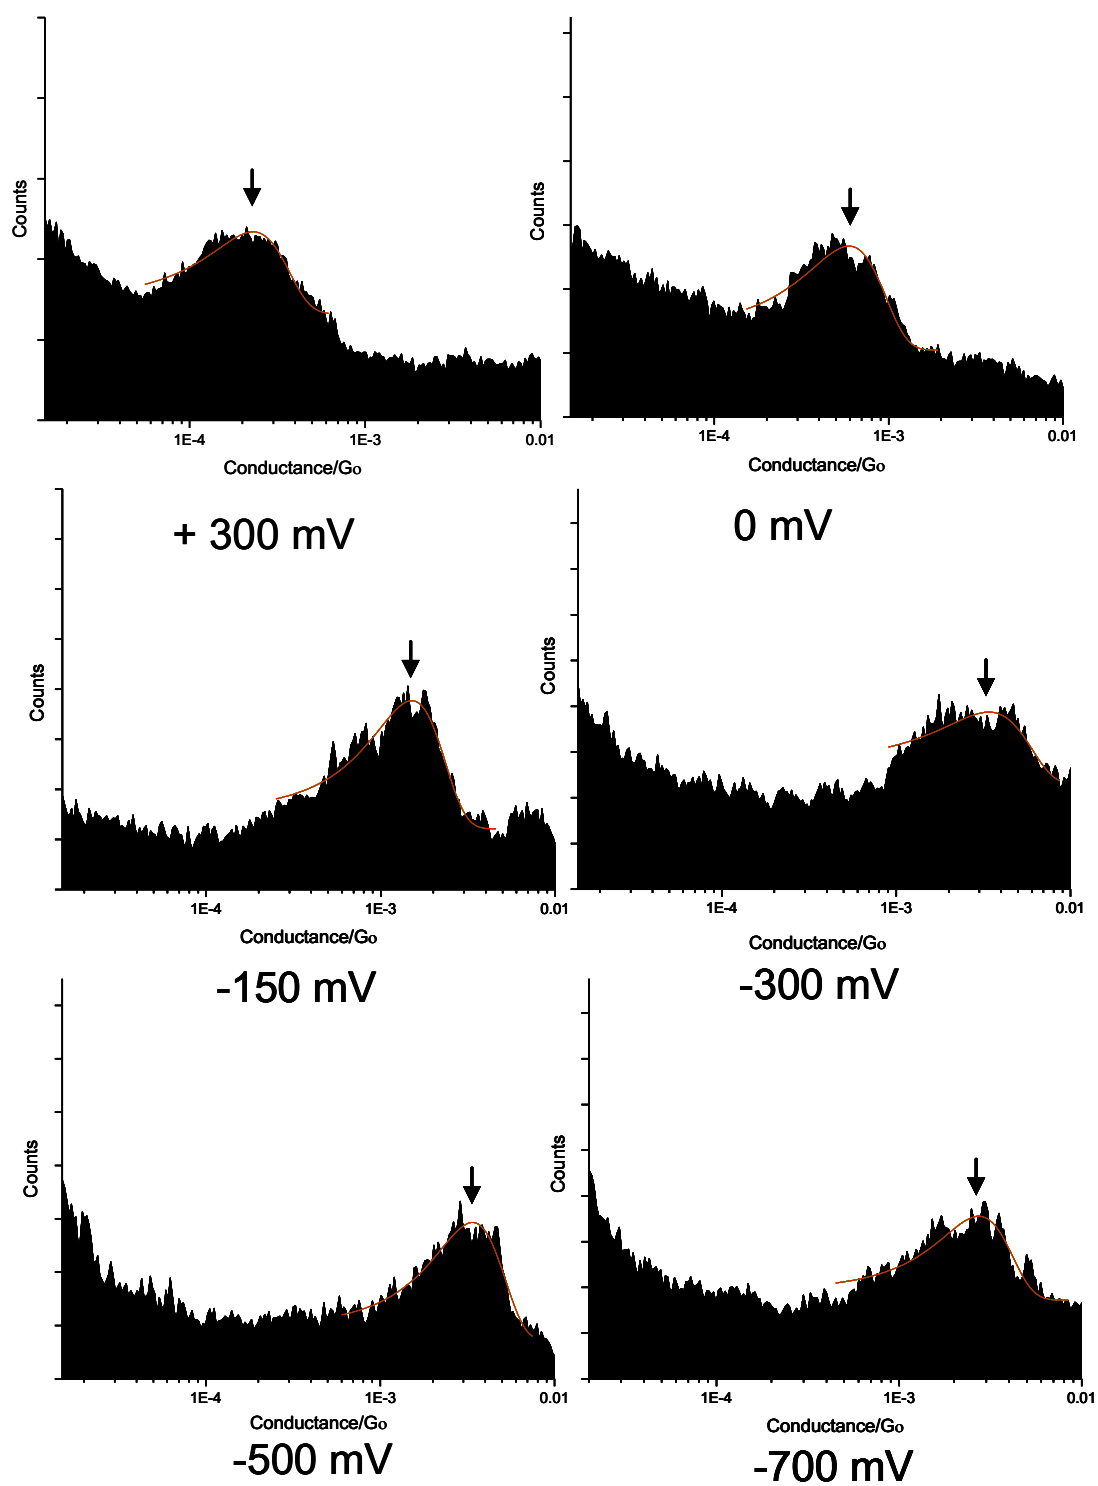 Counts
1E-4 1E-3 0.01
Conductance/Go
+ 300 mV
Counts
1E-4 1E-3 0.01
Conductance/Go
0 mV
Counts
1E-4 1E-3 0.01
Conductance/Go
-150 mV
Counts
1E-4 1E-3 0.01
Conductance/Go
-300 mV
Counts
1E-4 1E-3 0.01
Conductance/Go
-500 mV
Counts
1E-4 1E-3 0.01
Conductance/Go
-700 mV